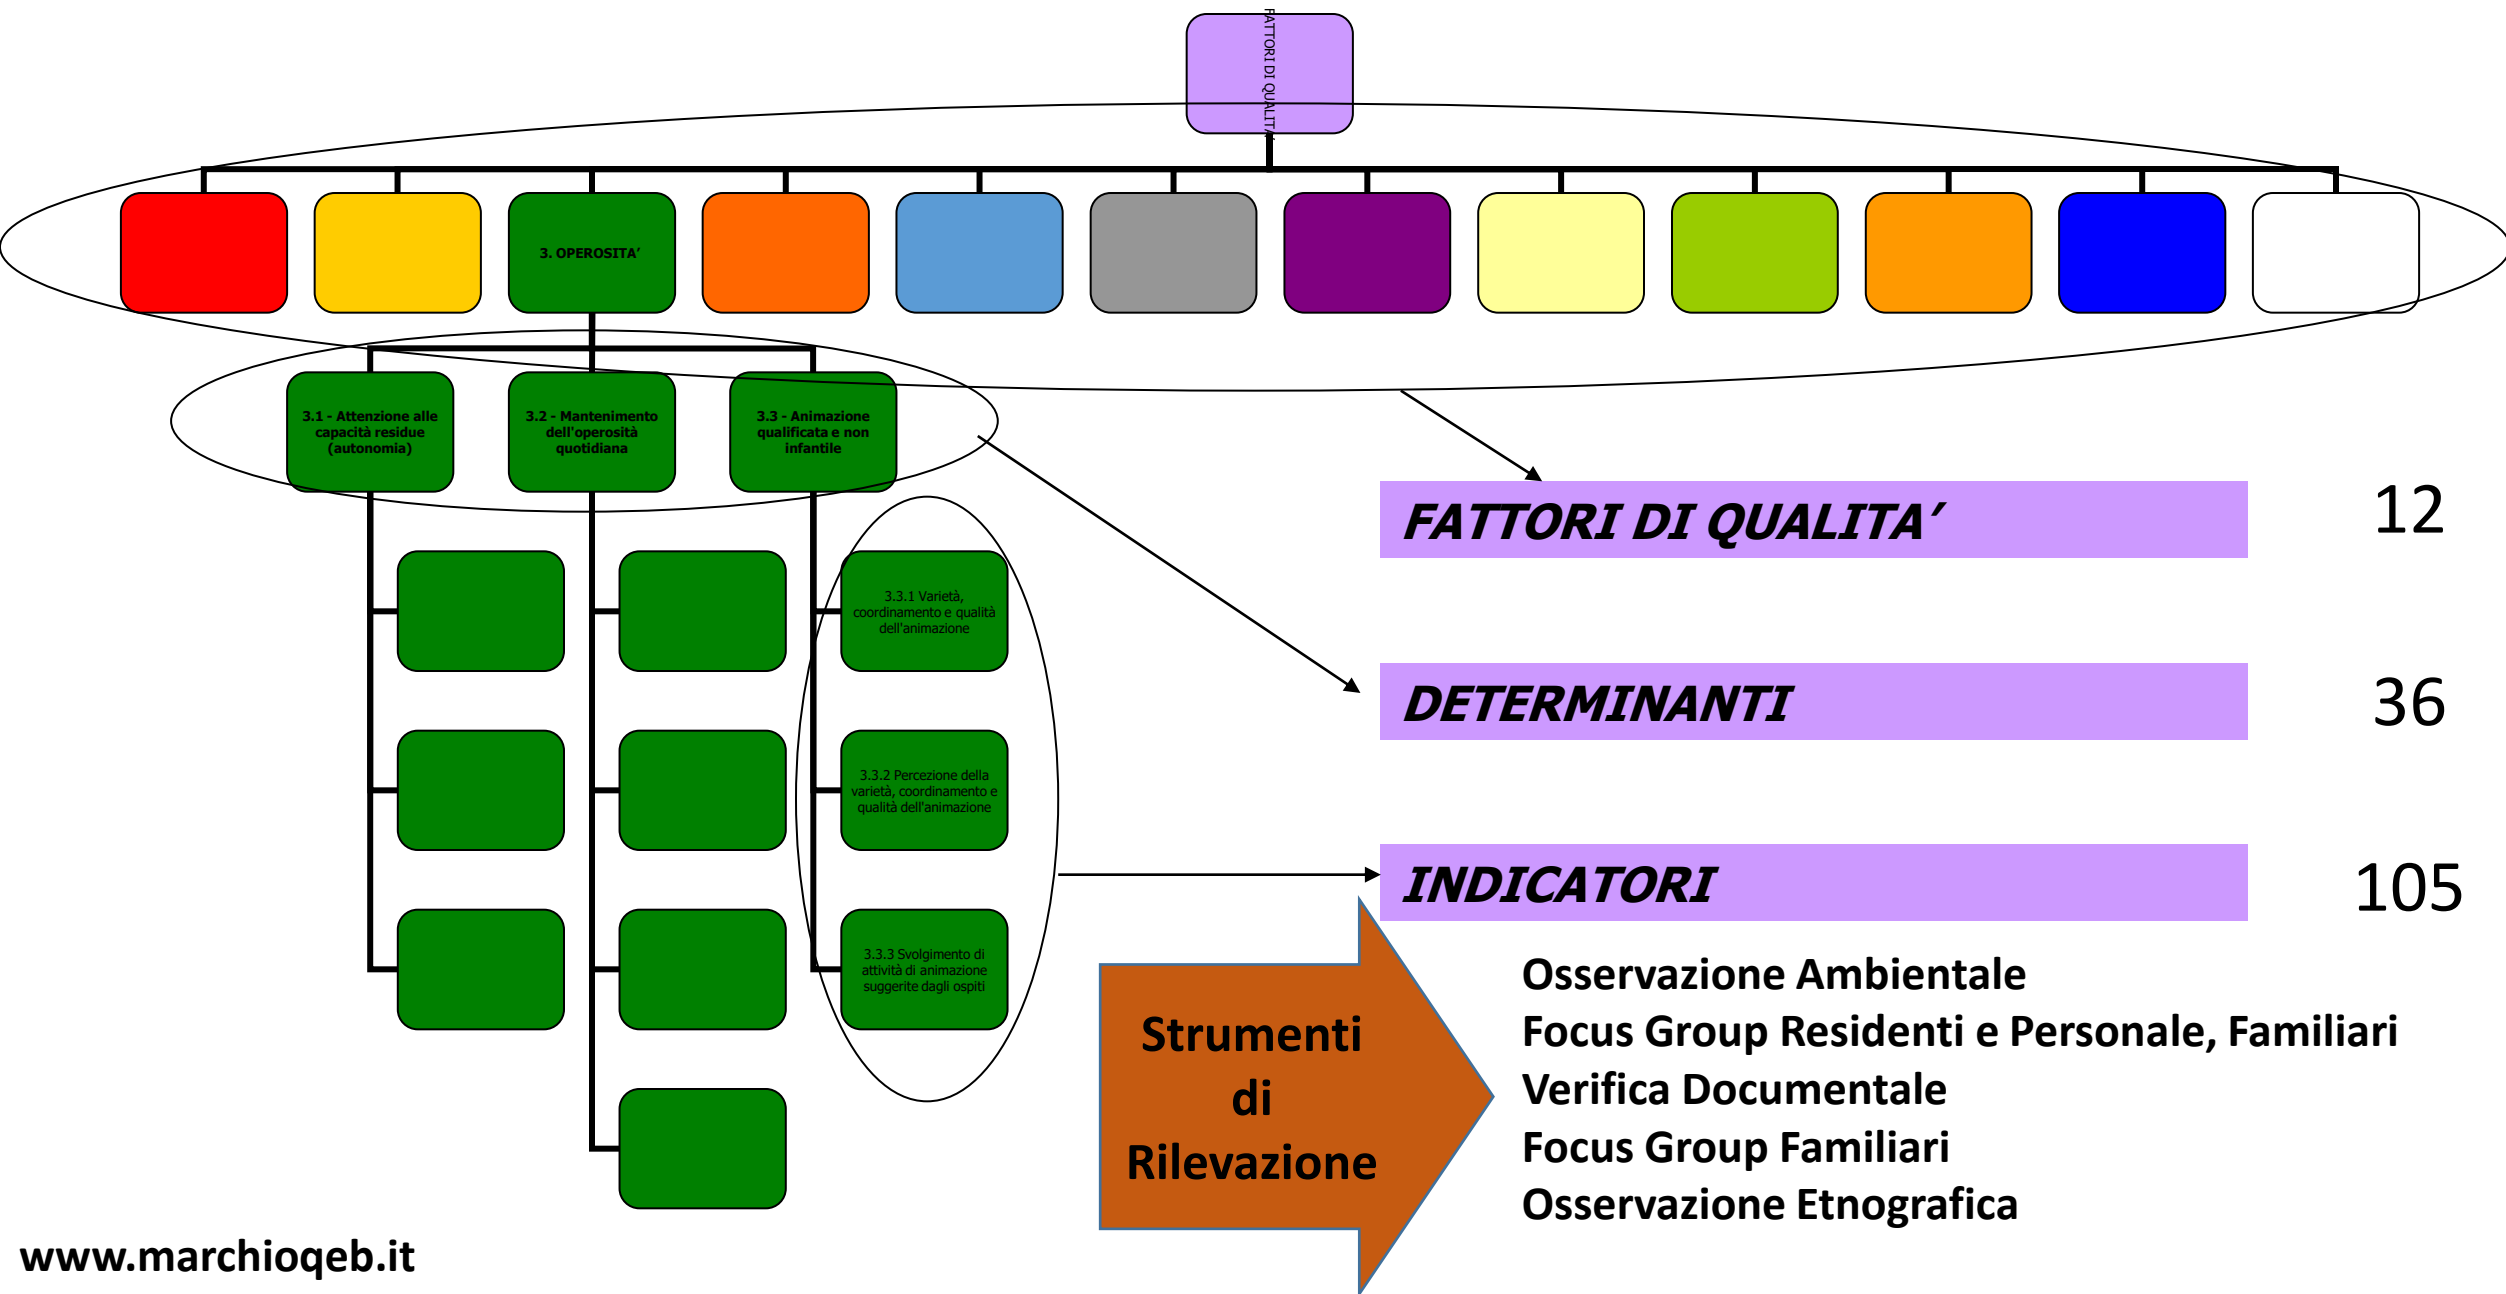 FATTORI DI QUALITA'
3. OPEROSITA’
3.1 - Attenzione alle
capacità residue
(autonomia)
3.2 - Mantenimento
dell'operosità
quotidiana
3.3 - Animazione
qualificata e non
infantile
3.3.1 Varietà,
coordinamento e qualità
dell'animazione
3.3.2 Percezione della
varietà, coordinamento e
qualità dell'animazione
3.3.3 Svolgimento di
attività di animazione
suggerite dagli ospiti
FATTORI DI QUALITA’ 12
DETERMINANTI 36
INDICATORI 105
Strumenti
di
Rilevazione
Osservazione Ambientale
Focus Group Residenti e Personale, Familiari
Verifica Documentale
Focus Group Familiari
Osservazione Etnografica
www.marchioqeb.it